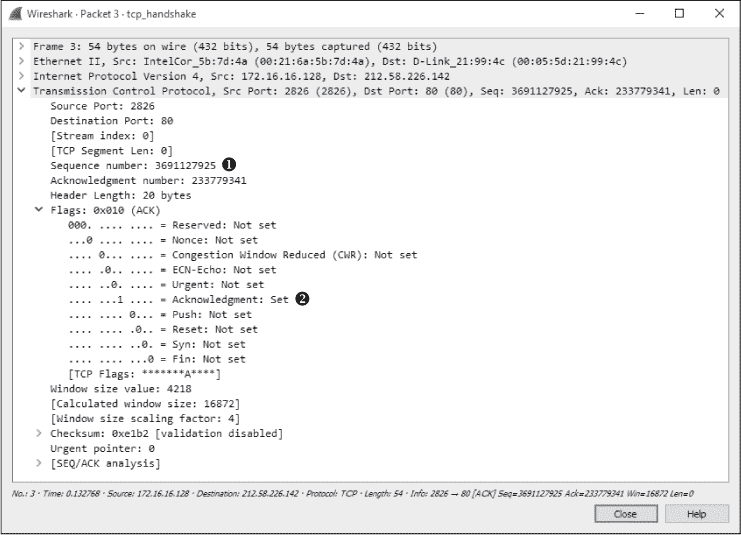 Wireshark · Packet 3 · tcp_handshake
Frame 3: 54 bytes on wire (432 bits), 54 bytes captured (432 bits)
Ethernet II, Src: IntelCor_5b:7d:4a (00:21:6a:5b:7d:4a), Dst: D-Link_21:99:4c (00:05:5d:21:99:4c)
Internet Protocol Version 4, Src: 172.16.16.128, Dst: 212.58.226.142
Transmission Control Protocol, Src Port: 2826 (2826), Dst Port: 80 (80), Seq: 3691127925, Ack: 233779341, Len: 0
Source Port: 2826
Destination Port: 80
[Stream index: 0]
[TCP Segment Len: 0]
Sequence number: 3691127925 ❶
Acknowledgment number: 233779341
Header Length: 20 bytes
Flags: 0x010 (ACK)
000. .... .... = Reserved: Not set
...0 .... .... = Nonce: Not set
.... 0... .... = Congestion Window Reduced (CWR): Not set
.... .0.. .... = ECN-Echo: Not set
.... ..0. .... = Urgent: Not set
.... ...1 .... = Acknowledgment: Set ❷
.... .... 0... = Push: Not set
.... .... .0.. = Reset: Not set
.... .... ..0. = Syn: Not set
.... .... ...0 = Fin: Not set
[TCP Flags: *******A****]
Window size value: 4218
[Calculated window size: 16872]
[Window size scaling factor: 4]
Checksum: 0xe1b2 [validation disabled]
Urgent pointer: 0
[SEQ/ACK analysis]
No.: 3 · Time: 0.132768 · Source: 172.16.16.128 · Destination: 212.58.226.142 · Protocol: TCP · Length: 54 · Info: 2826 → 80 [ACK] Seq=3691127925 Ack=233779341 Win=16872 Len=0
Close Help